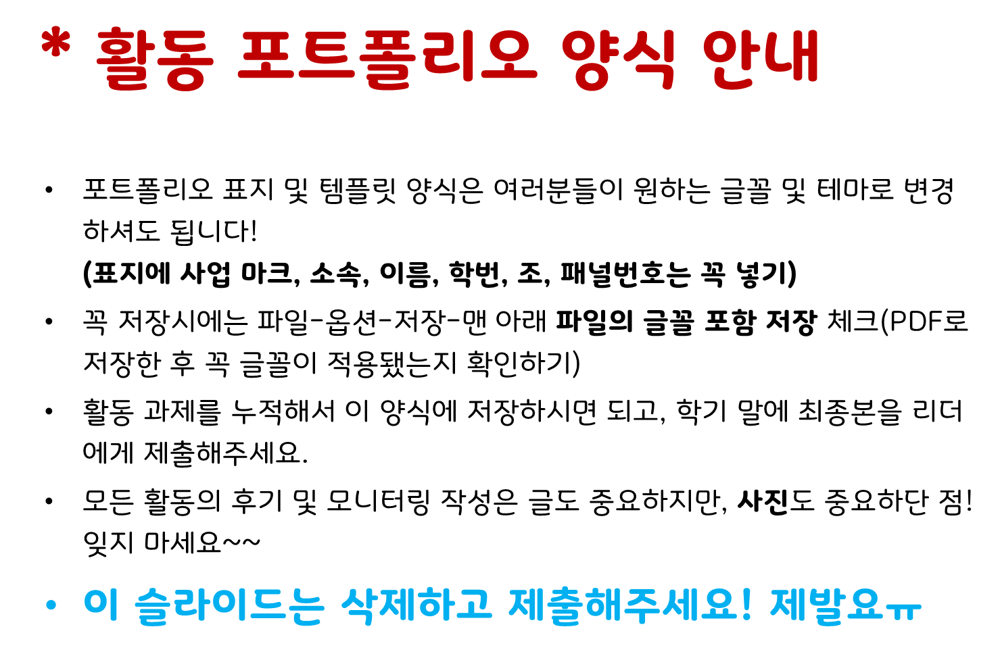 * 활동 포트폴리오 양식 안내
• 포트폴리오 표지 및 템플릿 양식은 여러분들이 원하는 글꼴 및 테마로 변경
하셔도 됩니다!
(표지에 사업 마크, 소속, 이름, 학번, 조, 패널번호는 꼭 넣기)
• 꼭 저장시에는 파일-옵션-저장-맨 아래 파일의 글꼴 포함 저장 체크(PDF로
저장한 후 꼭 글꼴이 적용됐는지 확인하기)
• 활동 과제를 누적해서 이 양식에 저장하시면 되고, 학기 말에 최종본을 리더
에게 제출해주세요.
• 모든 활동의 후기 및 모니터링 작성은 글도 중요하지만, 사진도 중요하단 점!
잊지 마세요~~
• 이 슬라이드는 삭제하고 제출해주세요! 제발요ㅠ